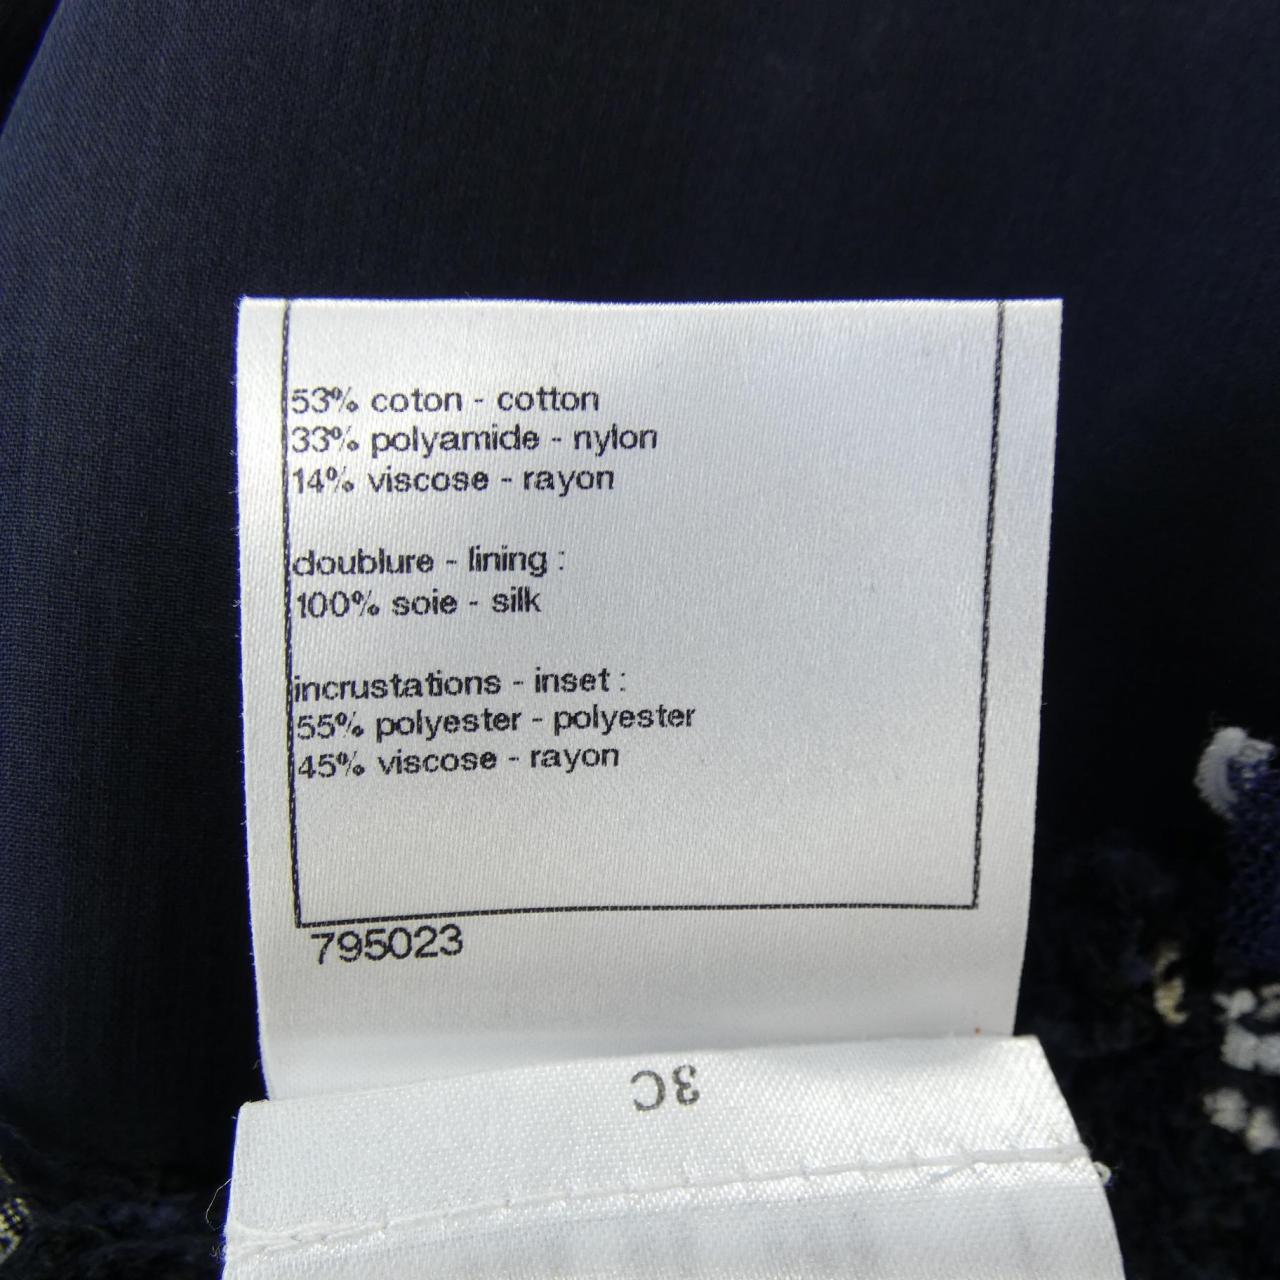 53% coton - cotton
33% polyamide - nylon
14% viscose - rayon
doublure - lining :
100% soie - silk
incrustations - inset :
55% polyester - polyester
45% viscose - rayon
795023
3C